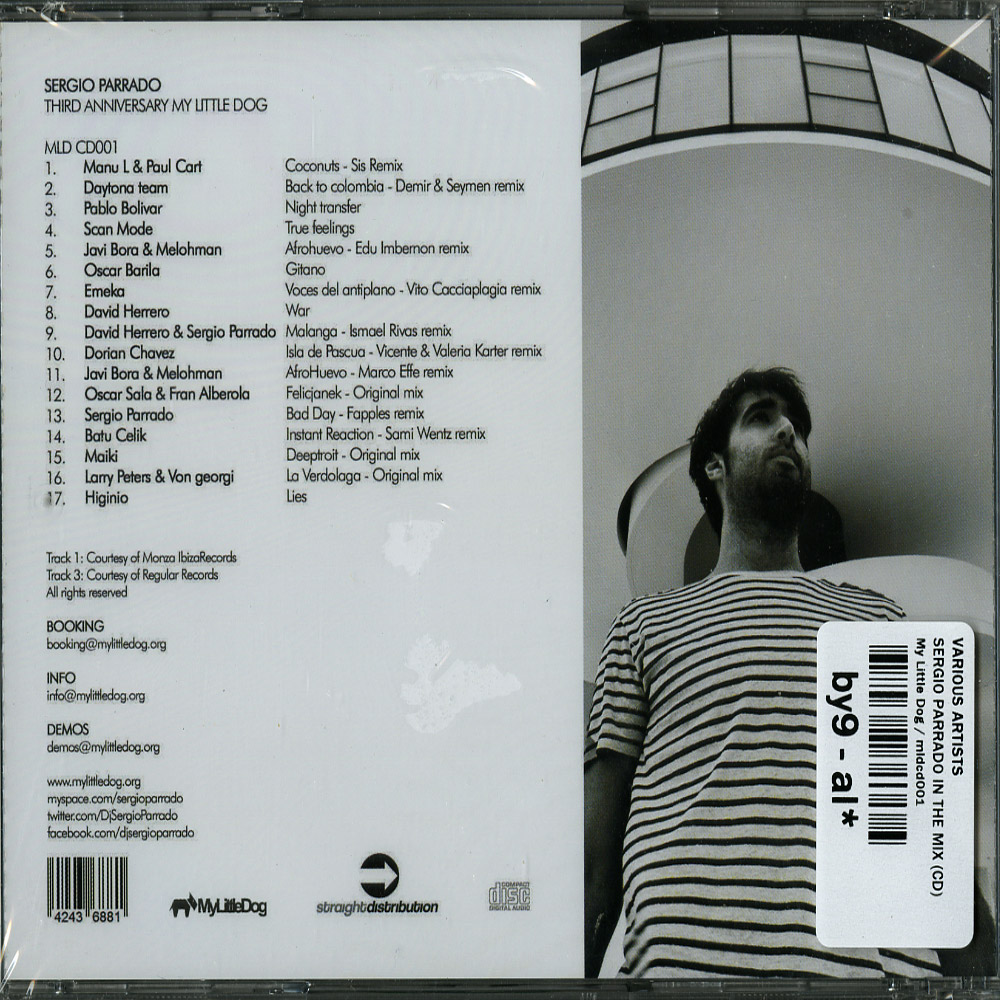 SERGIO PARRADO
THIRD ANNIVERSARY MY LITTLE DOG
MLD CD001
1. Manu L & Paul Cart Coconuts - Sis Remix
2. Daytona team Back to colombia - Demir & Seymen remix
3. Pablo Bolivar Night transfer
4. Scan Mode True feelings
5. Javi Bora & Melohman Afrohuevo - Edu Imbernon remix
6. Oscar Barila Gitano
7. Emeka Voces del antiplano - Vito Cacciaplagia remix
8. David Herrero War
9. David Herrero & Sergio Parrado Malanga - Ismael Rivas remix
10. Dorian Chavez Isla de Pascua - Vicente & Valeria Karter remix
11. Javi Bora & Melohman AfroHuevo - Marco Effe remix
12. Oscar Sala & Fran Alberola Felicjanek - Original mix
13. Sergio Parrado Bad Day - Fapples remix
14. Batu Celik Instant Reaction - Sami Wentz remix
15. Maiki Deeptroit - Original mix
16. Larry Peters & Von georgi La Verdolaga - Original mix
17. Higinio Lies
Track 1: Courtesy of Monza IbizaRecords
Track 3: Courtesy of Regular Records
All rights reserved
BOOKING
booking@mylittledog.org
INFO
info@mylittledog.org
DEMOS
demos@mylittledog.org
www.mylittledog.org
myspace.com/sergioparrado
twitter.com/DjSergioParrado
facebook.com/djsergioparrado
4243 6881
MyLittleDog
straightdistribution
COMPACT
disc
DIGITAL AUDIO
VARIOUS ARTISTS
SERGIO PARRADO IN THE MIX (CD)
My Little Dog / mldcd001
by9 - al*